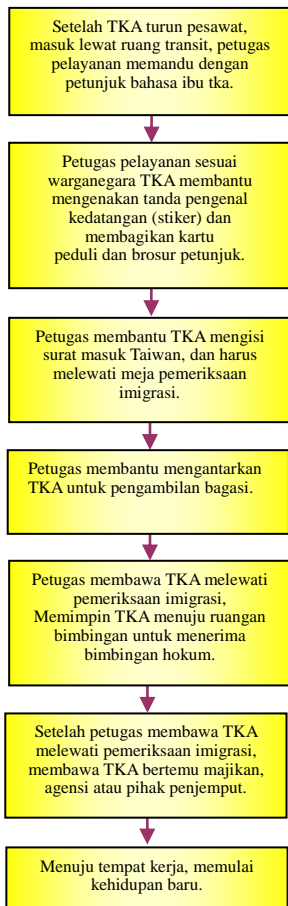 Setelah TKA turun pesawat,
masuk lewat ruang transit, petugas
pelayanan memandu dengan
petunjuk bahasa ibu tka.
Petugas pelayanan sesuai
warganegara TKA membantu
mengenakan tanda pengenal
kedatangan (stiker) dan
membagikan kartu
peduli dan brosur petunjuk.
Petugas membantu TKA mengisi
surat masuk Taiwan, dan harus
melewati meja pemeriksaan
imigrasi.
Petugas membantu mengantarkan
TKA untuk pengambilan bagasi.
Petugas membawa TKA melewati
pemeriksaan imigrasi,
Memimpin TKA menuju ruangan
bimbingan untuk menerima
bimbingan hokum.
Setelah petugas membawa TKA
melewati pemeriksaan imigrasi,
membawa TKA bertemu majikan,
agensi atau pihak penjemput.
Menuju tempat kerja, memulai
kehidupan baru.